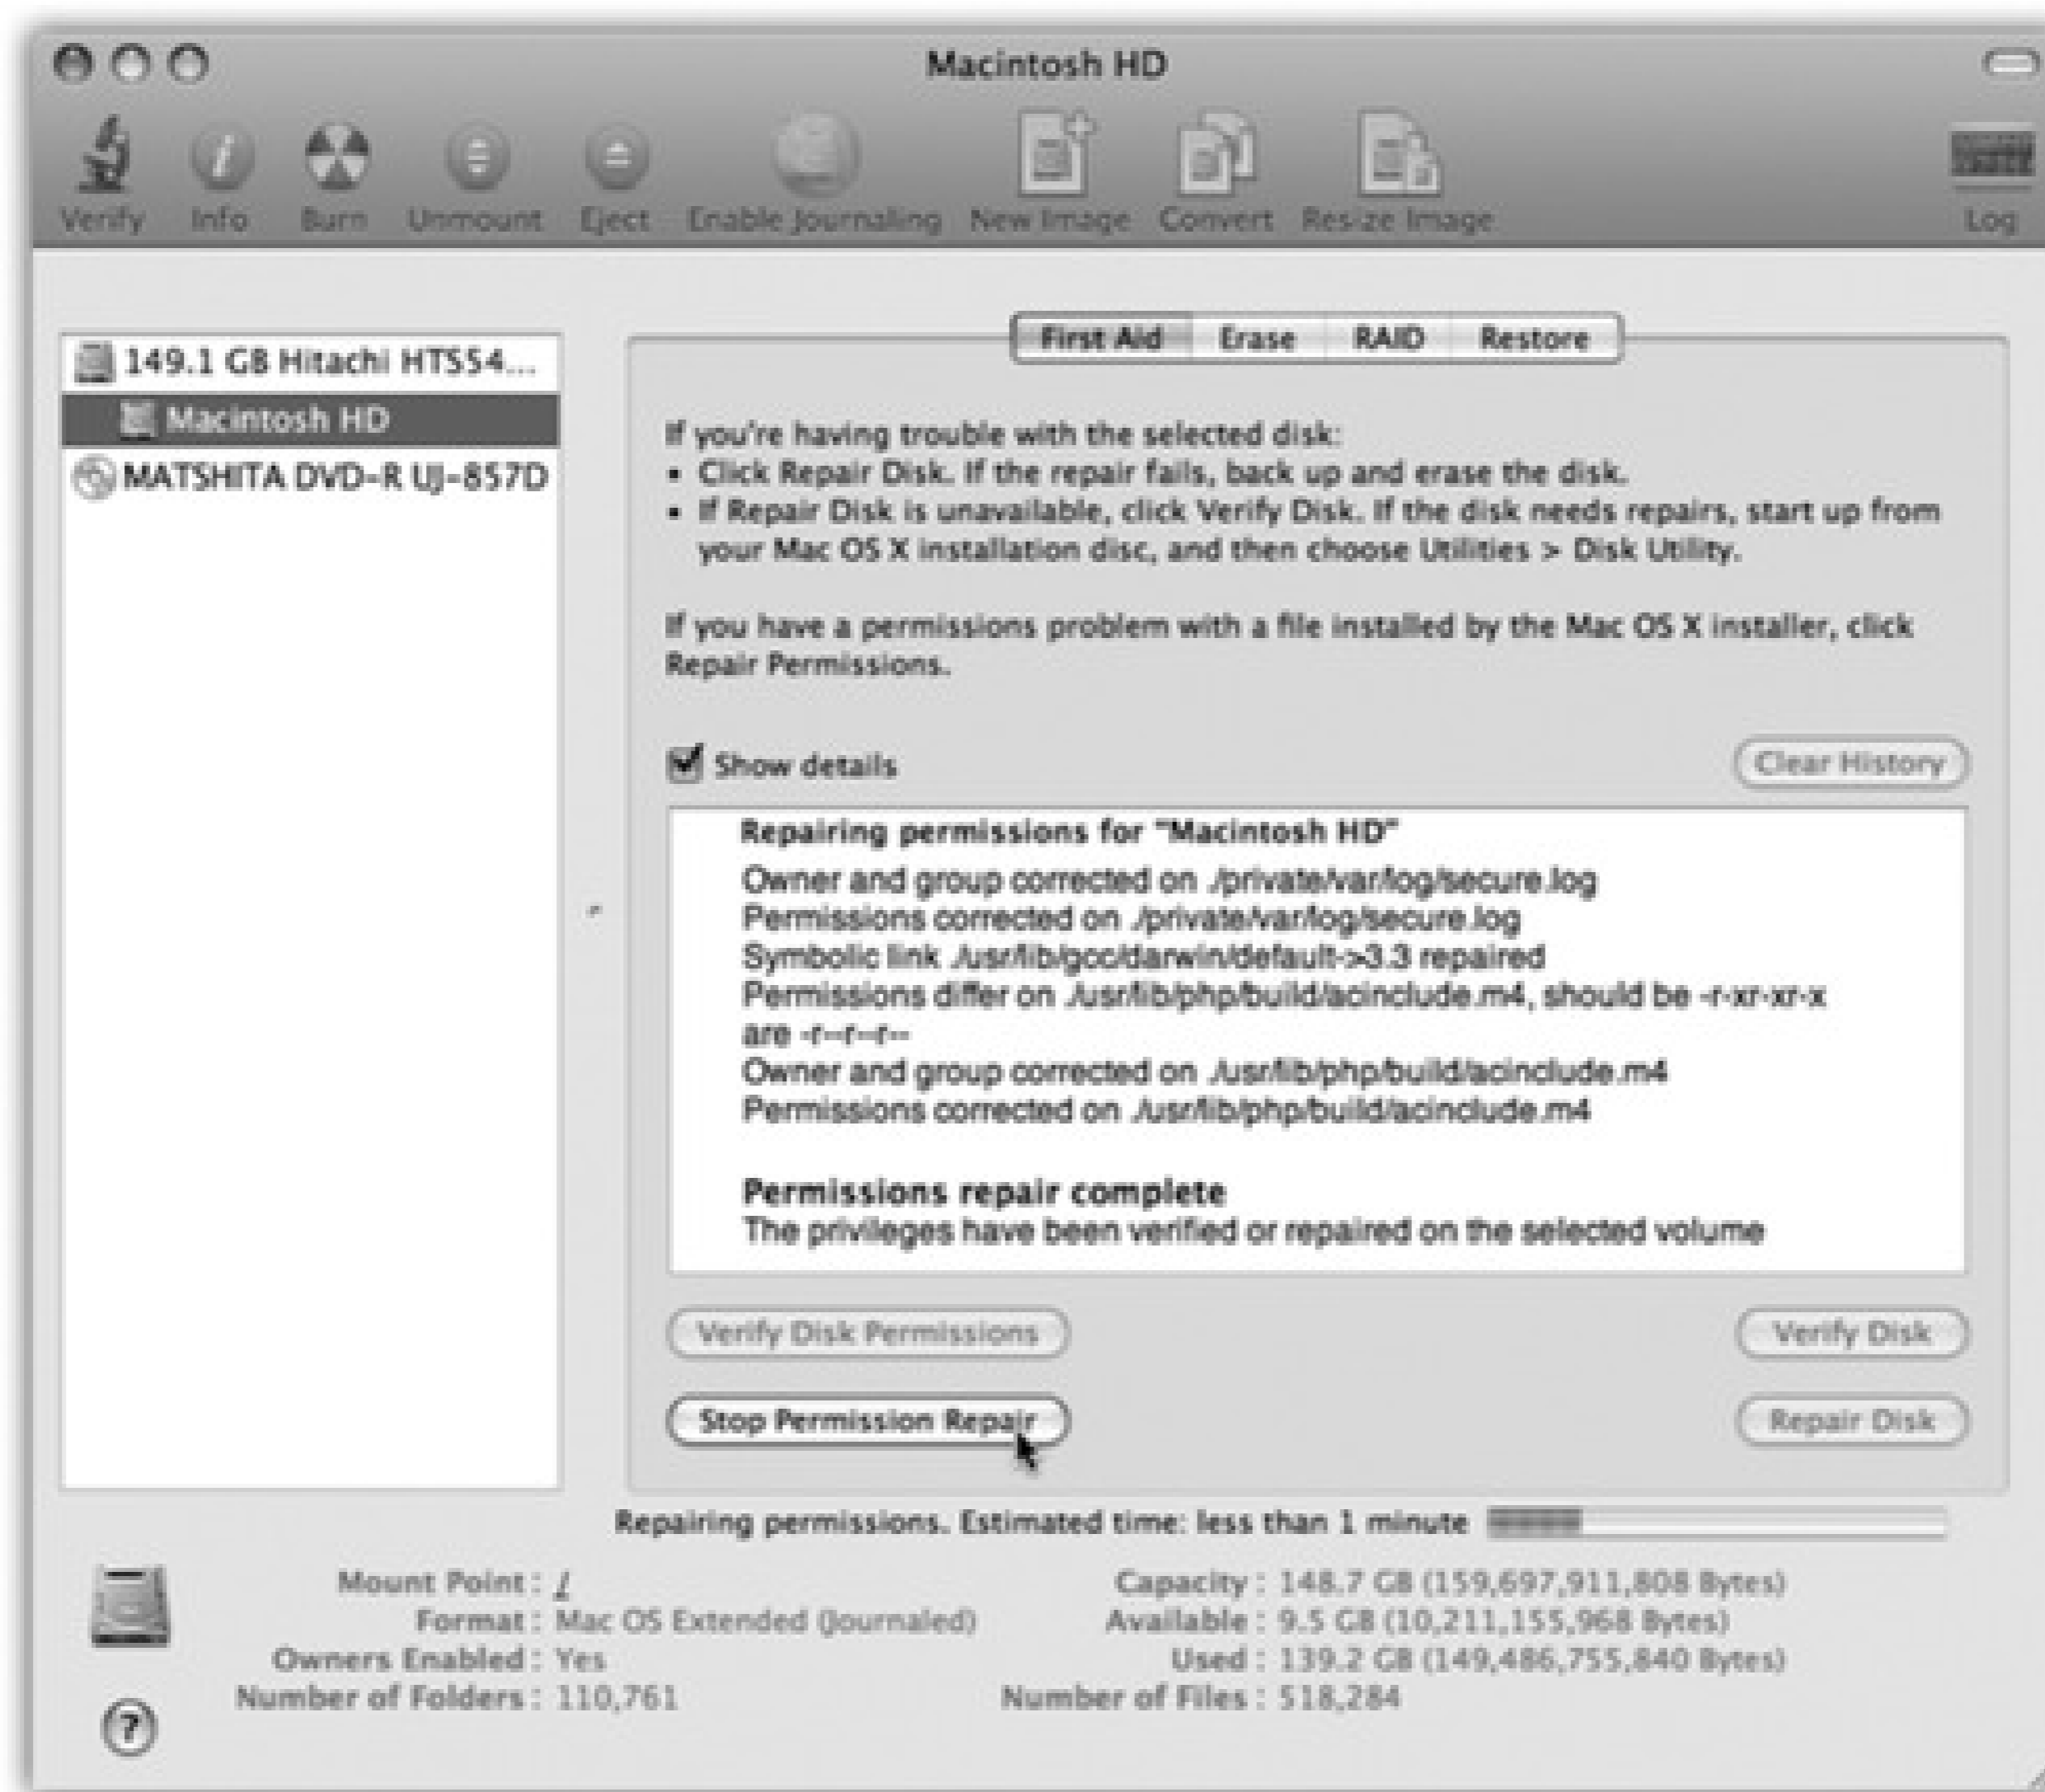 Macintosh HD
Verify Info Burn Unmount Eject Enable Journaling New Image Convert Resize Image Log
149.1 GB Hitachi HTS54...
Macintosh HD
MATSHITA DVD-R UJ-857D
First Aid Erase RAID Restore
If you're having trouble with the selected disk:
• Click Repair Disk. If the repair fails, back up and erase the disk.
• If Repair Disk is unavailable, click Verify Disk. If the disk needs repairs, start up from
your Mac OS X installation disc, and then choose Utilities > Disk Utility.
If you have a permissions problem with a file installed by the Mac OS X installer, click
Repair Permissions.
Show details Clear History
Repairing permissions for "Macintosh HD"
Owner and group corrected on ./private/var/log/secure.log
Permissions corrected on ./private/var/log/secure.log
Symbolic link ./usr/lib/gcc/darwin/default->3.3 repaired
Permissions differ on ./usr/lib/php/build/acinclude.m4, should be -r-xr-xr-x
are -r--r--r--
Owner and group corrected on ./usr/lib/php/build/acinclude.m4
Permissions corrected on ./usr/lib/php/build/acinclude.m4
Permissions repair complete
The privileges have been verified or repaired on the selected volume
Verify Disk Permissions Verify Disk
Stop Permission Repair Repair Disk
Repairing permissions. Estimated time: less than 1 minute
Mount Point : / Capacity : 148.7 GB (159,697,911,808 Bytes)
Format : Mac OS Extended (Journaled) Available : 9.5 GB (10,211,155,968 Bytes)
Owners Enabled : Yes Used : 139.2 GB (149,486,755,840 Bytes)
Number of Folders : 110,761 Number of Files : 518,284
?